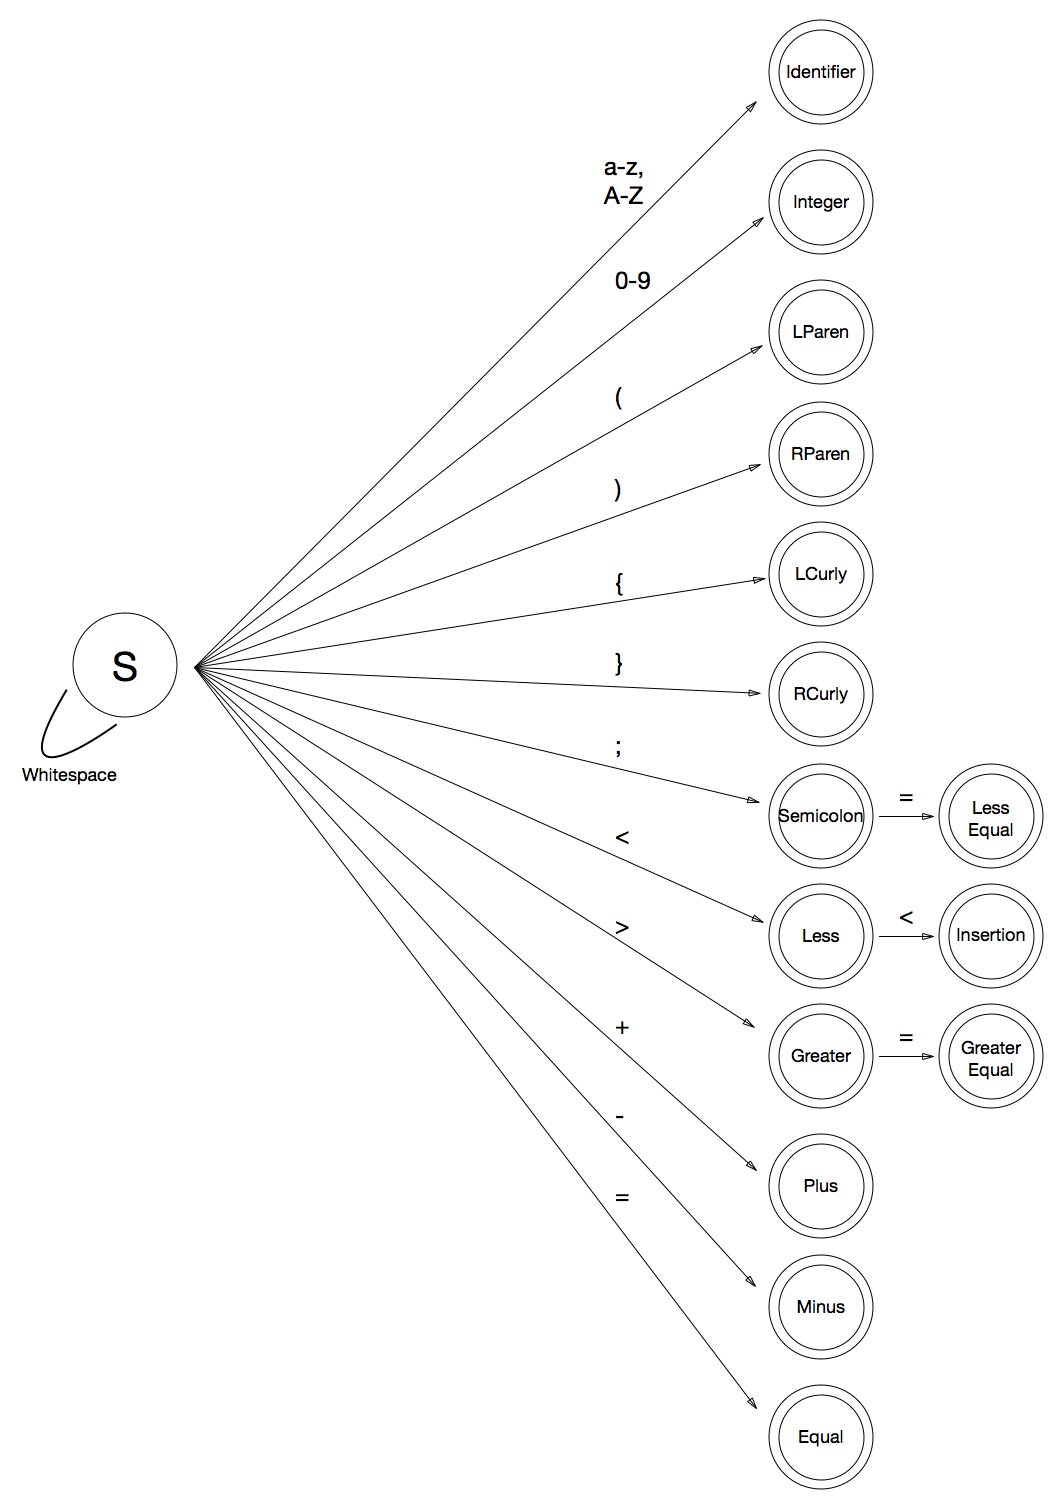 Identifier
a-z,
A-Z
Integer
0-9
LParen
(
RParen
)
LCurly
{
}
RCurly
S
Whitespace
;
Semicolon
=
Less
Equal
<
Less
<
Insertion
>
Greater
=
Greater
Equal
+
Plus
-
Minus
=
Equal